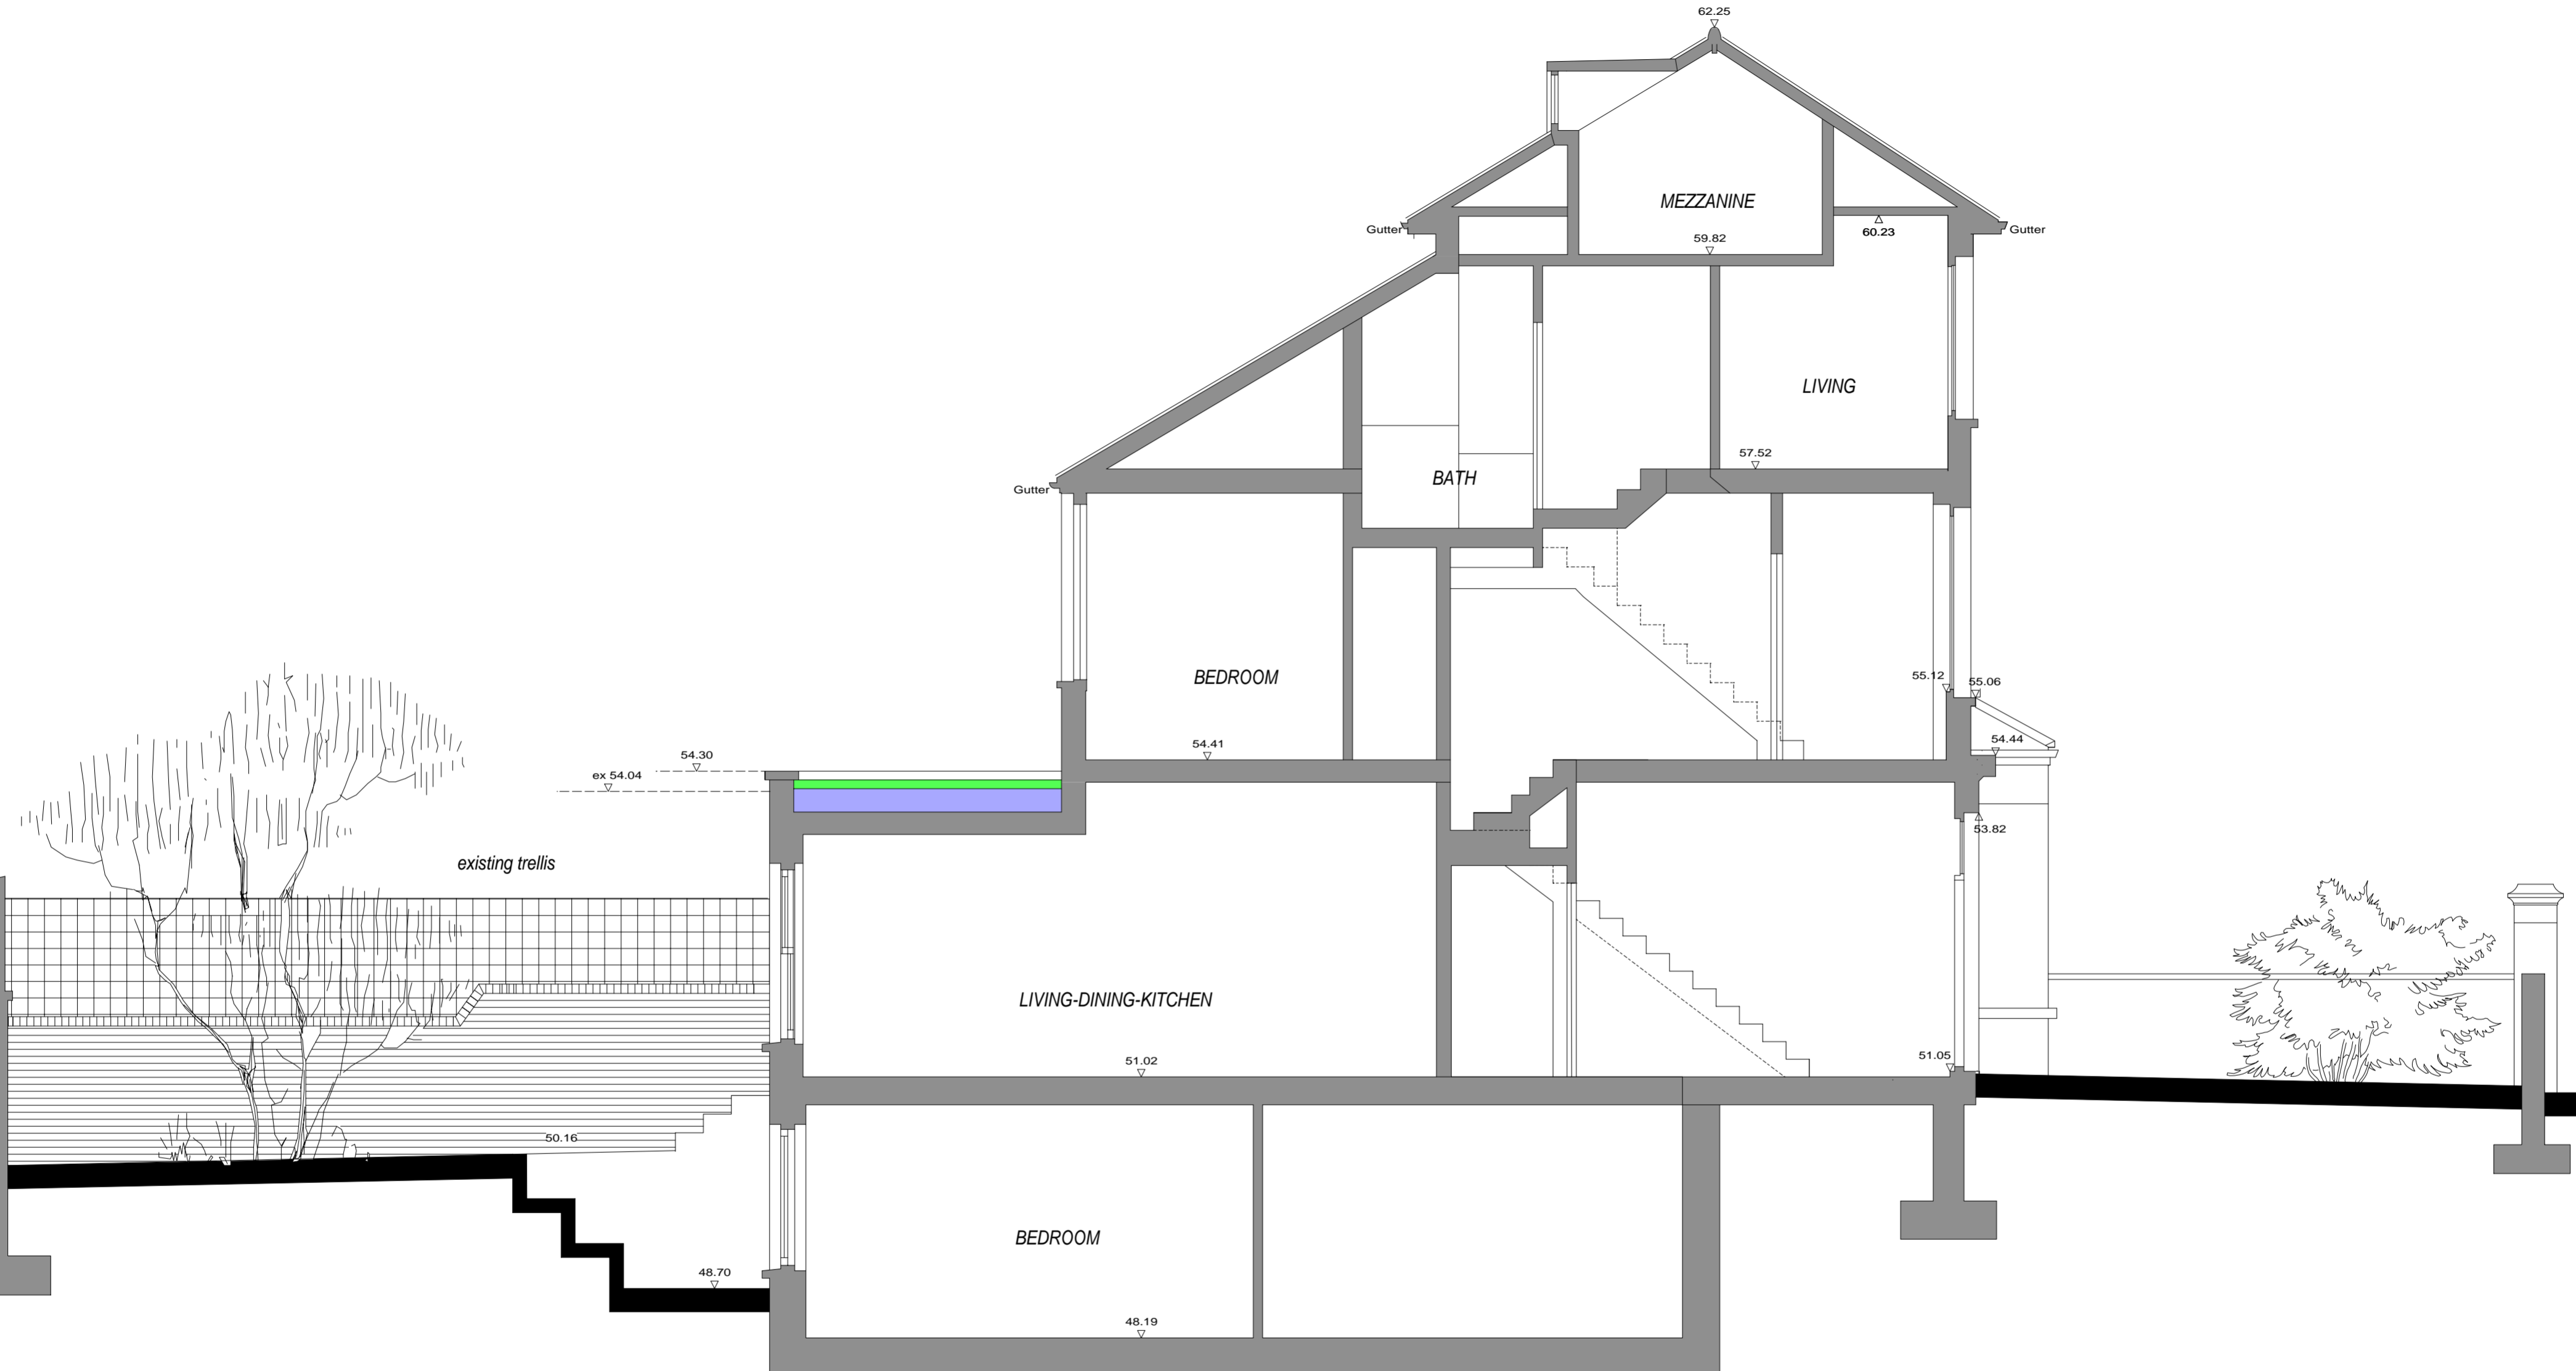 62.25
MEZZANINE
Gutter
59.82
60.23
Gutter
LIVING
57.52
BATH
Gutter
BEDROOM
55.12
55.06
54.41
54.44
54.30
ex 54.04
53.82
existing trellis
LIVING-DINING-KITCHEN
51.02
51.05
50.16
BEDROOM
48.70
48.19